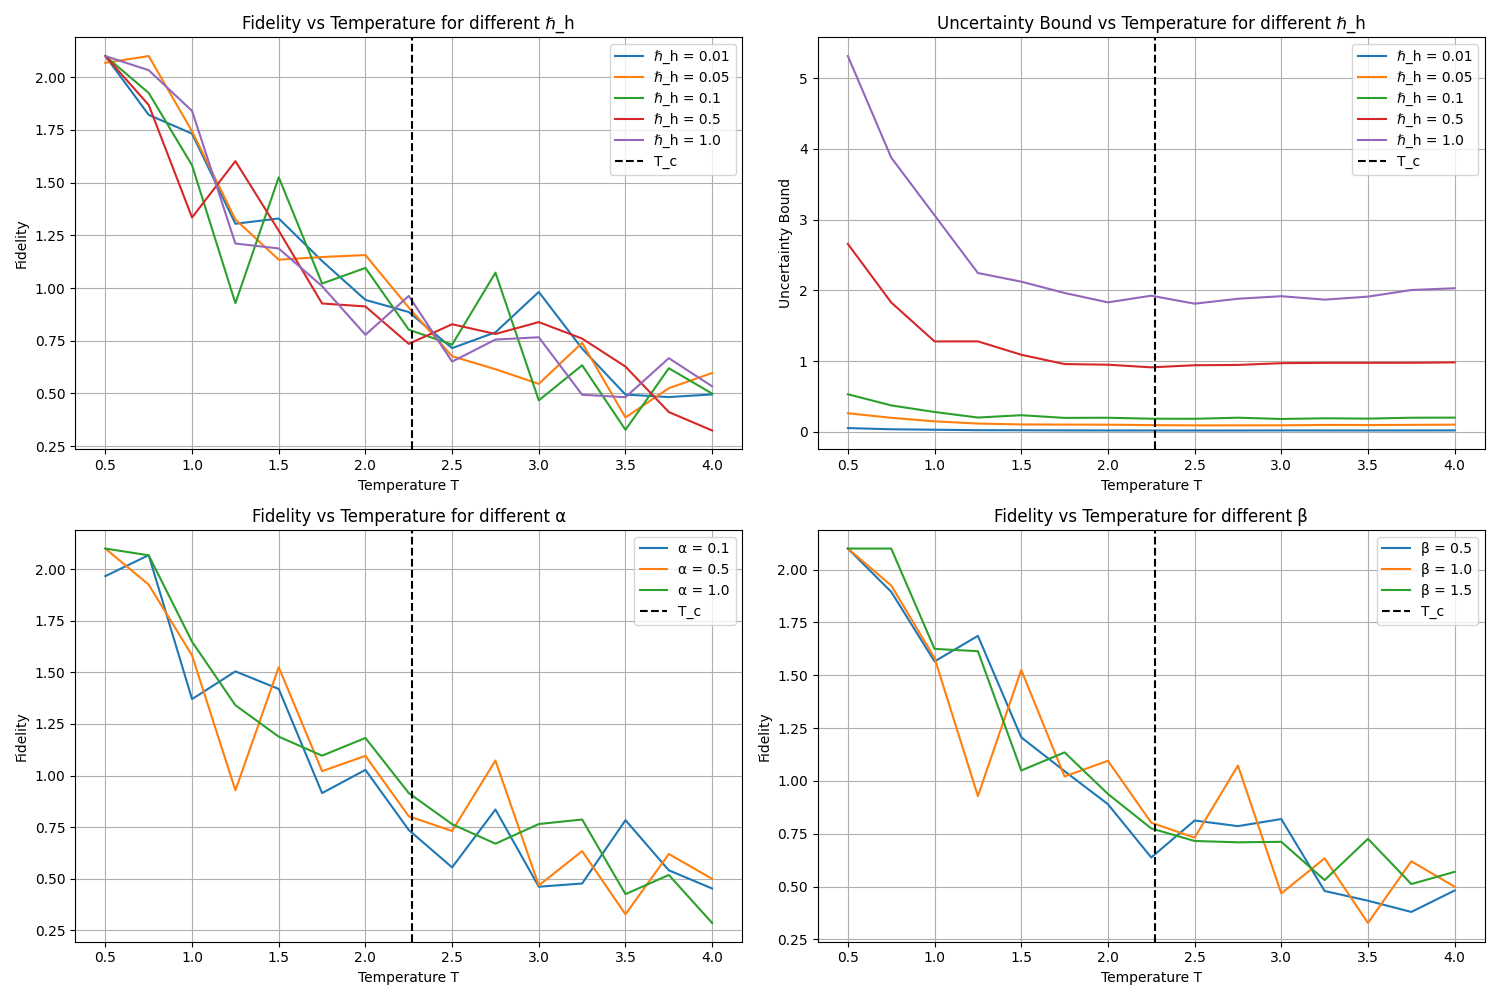 Fidelity vs Temperature for different ℏ_h
Fidelity
2.00
1.75
1.50
1.25
1.00
0.75
0.50
0.25
ℏ_h = 0.01
ℏ_h = 0.05
ℏ_h = 0.1
ℏ_h = 0.5
ℏ_h = 1.0
T_c
0.5 1.0 1.5 2.0 2.5 3.0 3.5 4.0
Temperature T
Uncertainty Bound vs Temperature for different ℏ_h
Uncertainty Bound
5
4
3
2
1
0
ℏ_h = 0.01
ℏ_h = 0.05
ℏ_h = 0.1
ℏ_h = 0.5
ℏ_h = 1.0
T_c
0.5 1.0 1.5 2.0 2.5 3.0 3.5 4.0
Temperature T
Fidelity vs Temperature for different α
Fidelity
2.00
1.75
1.50
1.25
1.00
0.75
0.50
0.25
α = 0.1
α = 0.5
α = 1.0
T_c
0.5 1.0 1.5 2.0 2.5 3.0 3.5 4.0
Temperature T
Fidelity vs Temperature for different β
Fidelity
2.00
1.75
1.50
1.25
1.00
0.75
0.50
0.25
β = 0.5
β = 1.0
β = 1.5
T_c
0.5 1.0 1.5 2.0 2.5 3.0 3.5 4.0
Temperature T